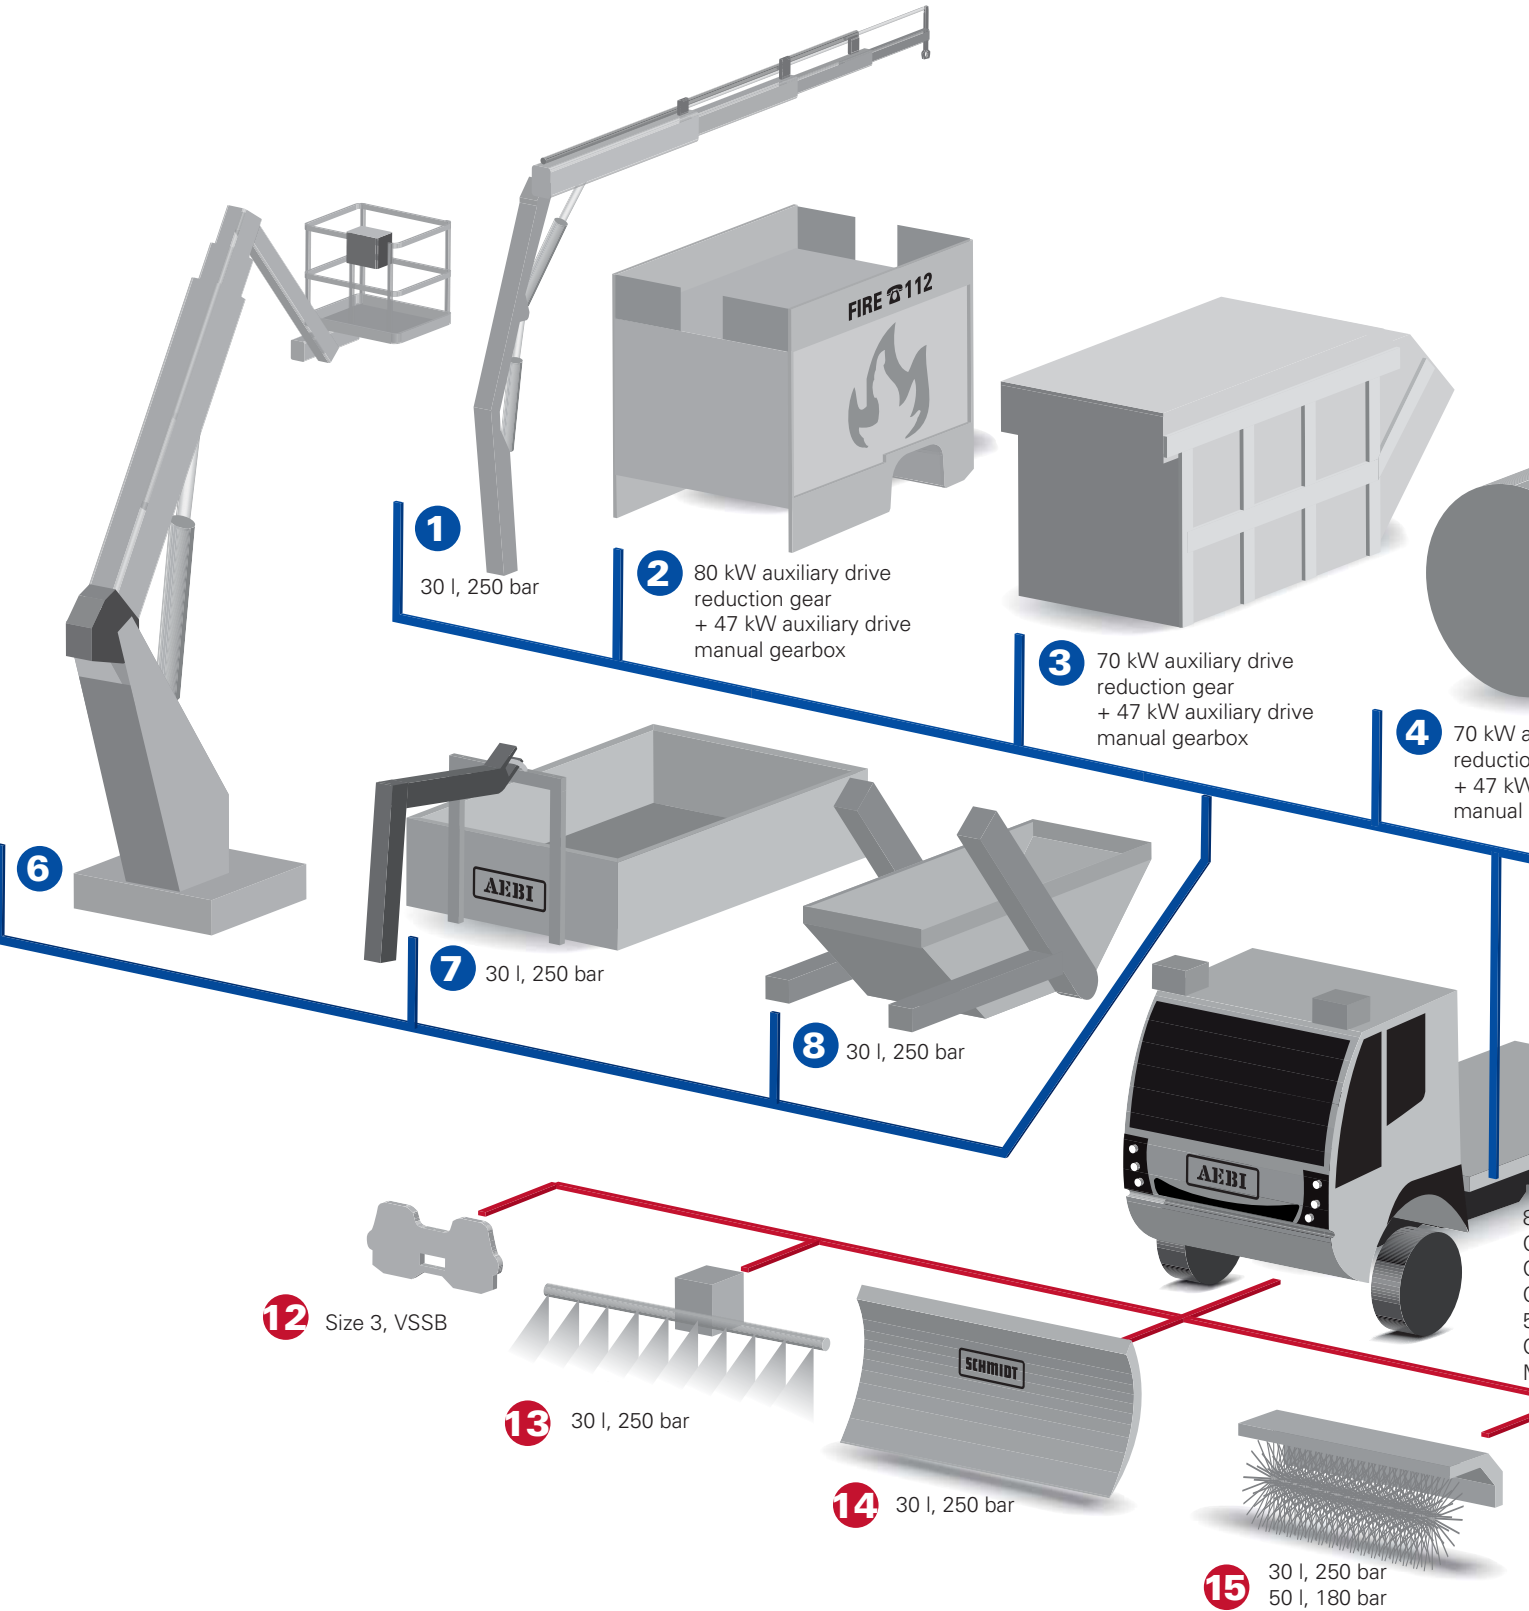 FIRE ☎112
1
30 l, 250 bar
2
80 kW auxiliary drive
reduction gear
+ 47 kW auxiliary drive
manual gearbox
3
70 kW auxiliary drive
reduction gear
+ 47 kW auxiliary drive
manual gearbox
4
70 kW
+ 47
manual
6
AEBI
7
30 l, 250 bar
8
30 l, 250 bar
AEBI
12
Size 3, VSSB
13
30 l, 250 bar
SCHMIDT
14
30 l, 250 bar
15
30 l, 250 bar
50 l, 180 bar